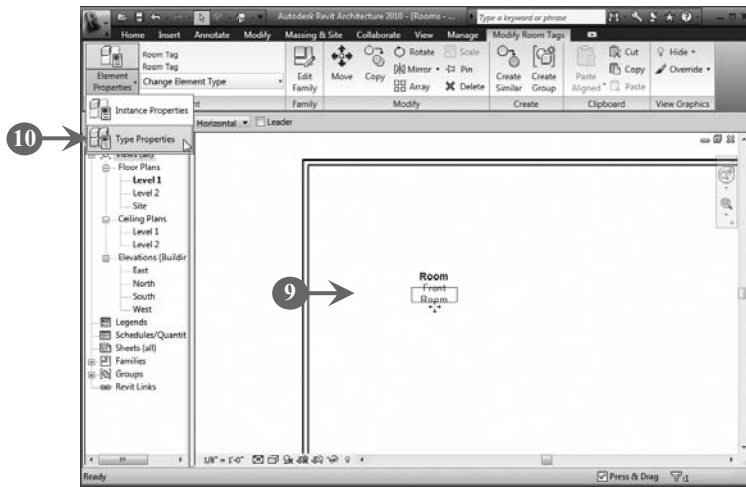 Autodesk Revit Architecture 2010 - [Rooms - ...
Type a keyword or phrase
Home Insert Annotate Modify Massing & Site Collaborate View Manage Modify Room Tags
Element Properties
Room Tag
Room Tag
Change Element Type
Edit Family
Move
Copy
Rotate
Scale
Mirror
Pin
Array
Delete
Create Similar
Create Group
Paste Aligned
Cut
Copy
Paste
Hide
Override
Family
Modify
Create
Clipboard
View Graphics
Instance Properties
Type Properties
Horizontal
Leader
10
Views (all)
Floor Plans
Level 1
Level 2
Site
Ceiling Plans
Level 1
Level 2
Elevations (Buildir
East
North
South
West
Legends
Schedules/Quantit
Sheets (all)
Families
Groups
Revit Links
9
Room
Front
Room
1/8" = 1'-0"
Ready
Press & Drag
:1